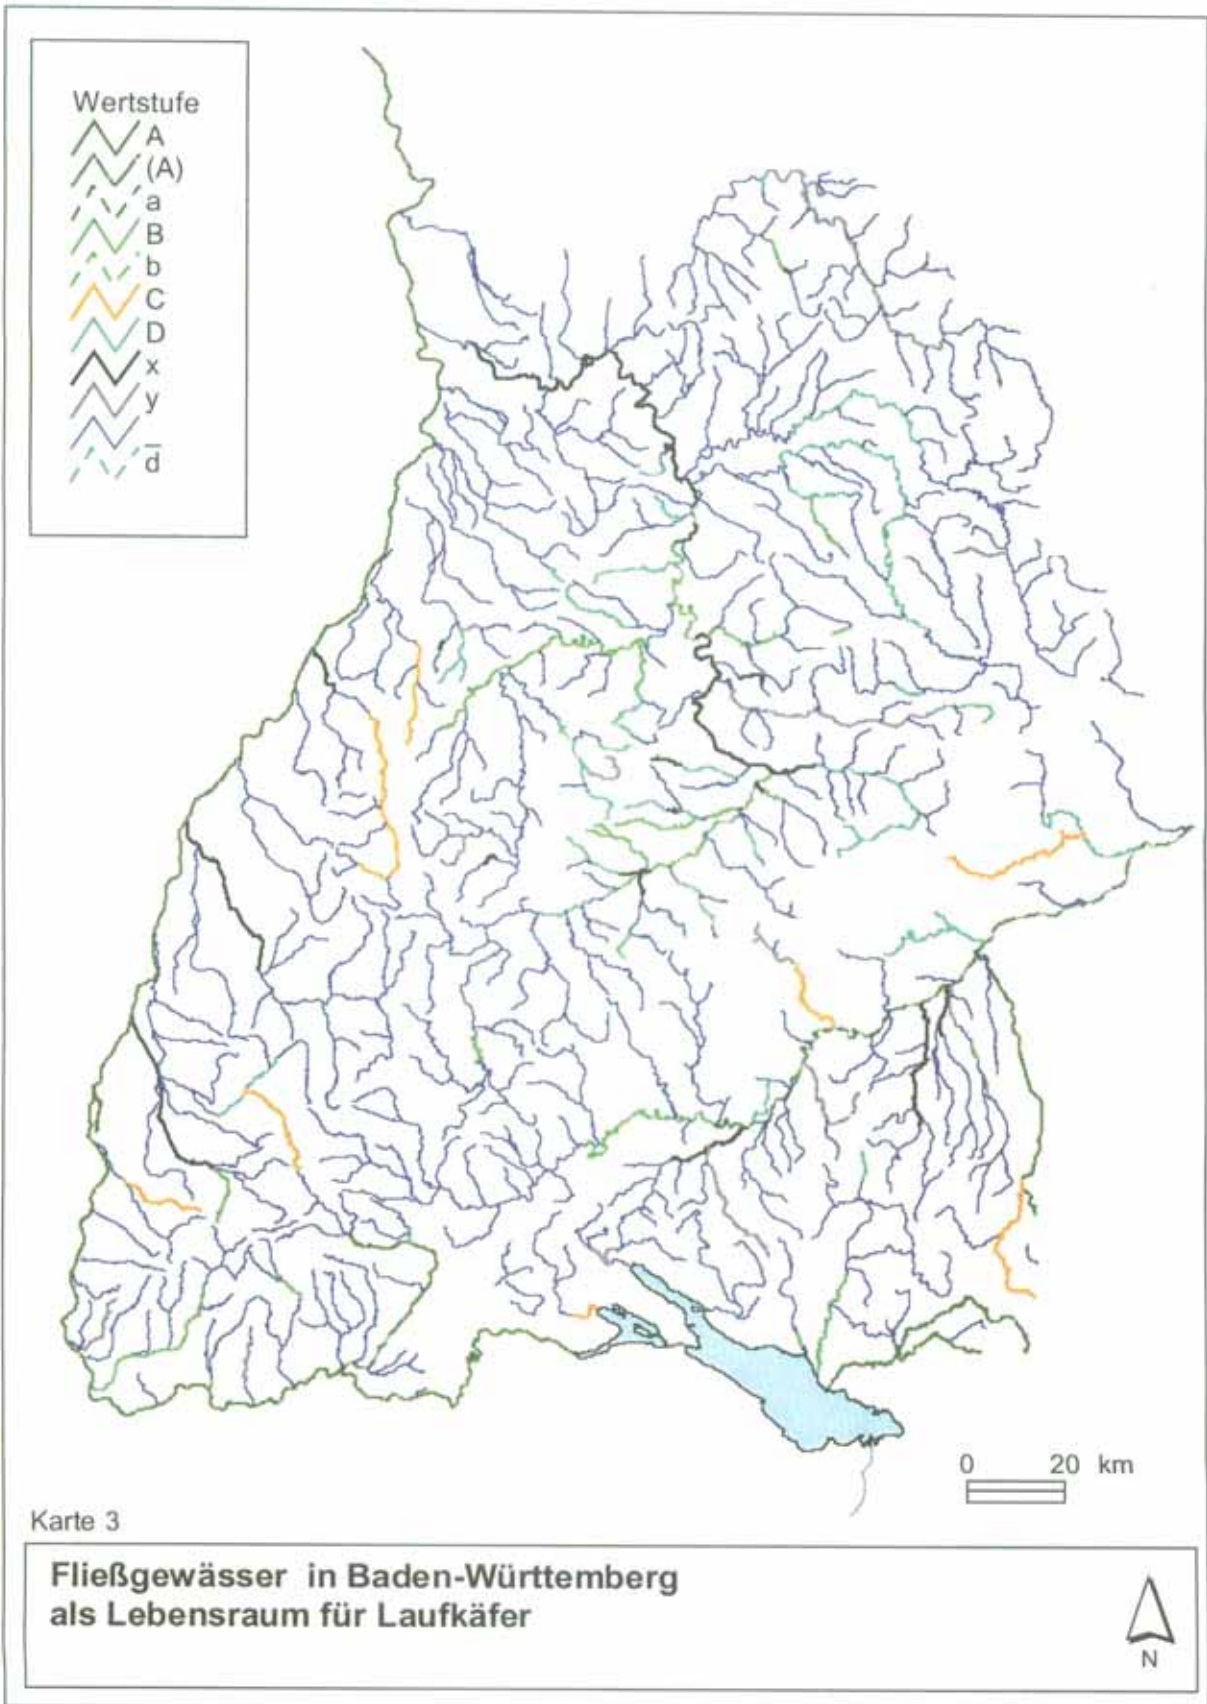 Wertstufe
A
(A)
a
B
b
C
D
x
y
–
d
0 20 km
Karte 3
Fließgewässer in Baden-Württemberg
als Lebensraum für Laufkäfer
N